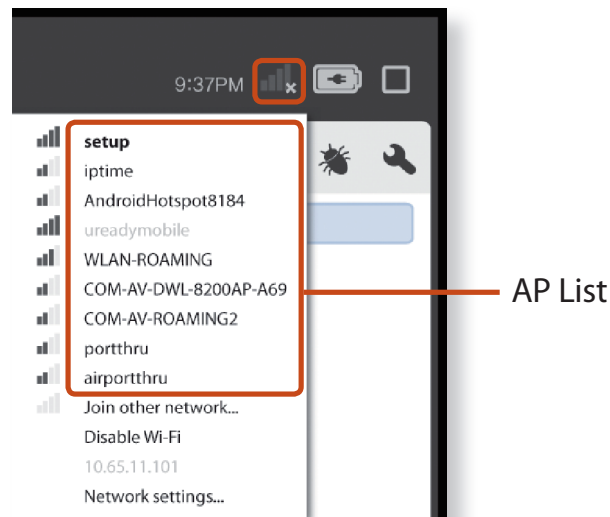 9:37PM
setup
iptime
AndroidHotspot8184
ureadymobile
WLAN-ROAMING
COM-AV-DWL-8200AP-A69
AP List
COM-AV-ROAMING2
portthru
airportthru
Join other network...
Disable Wi-Fi
10.65.11.101
Network settings...